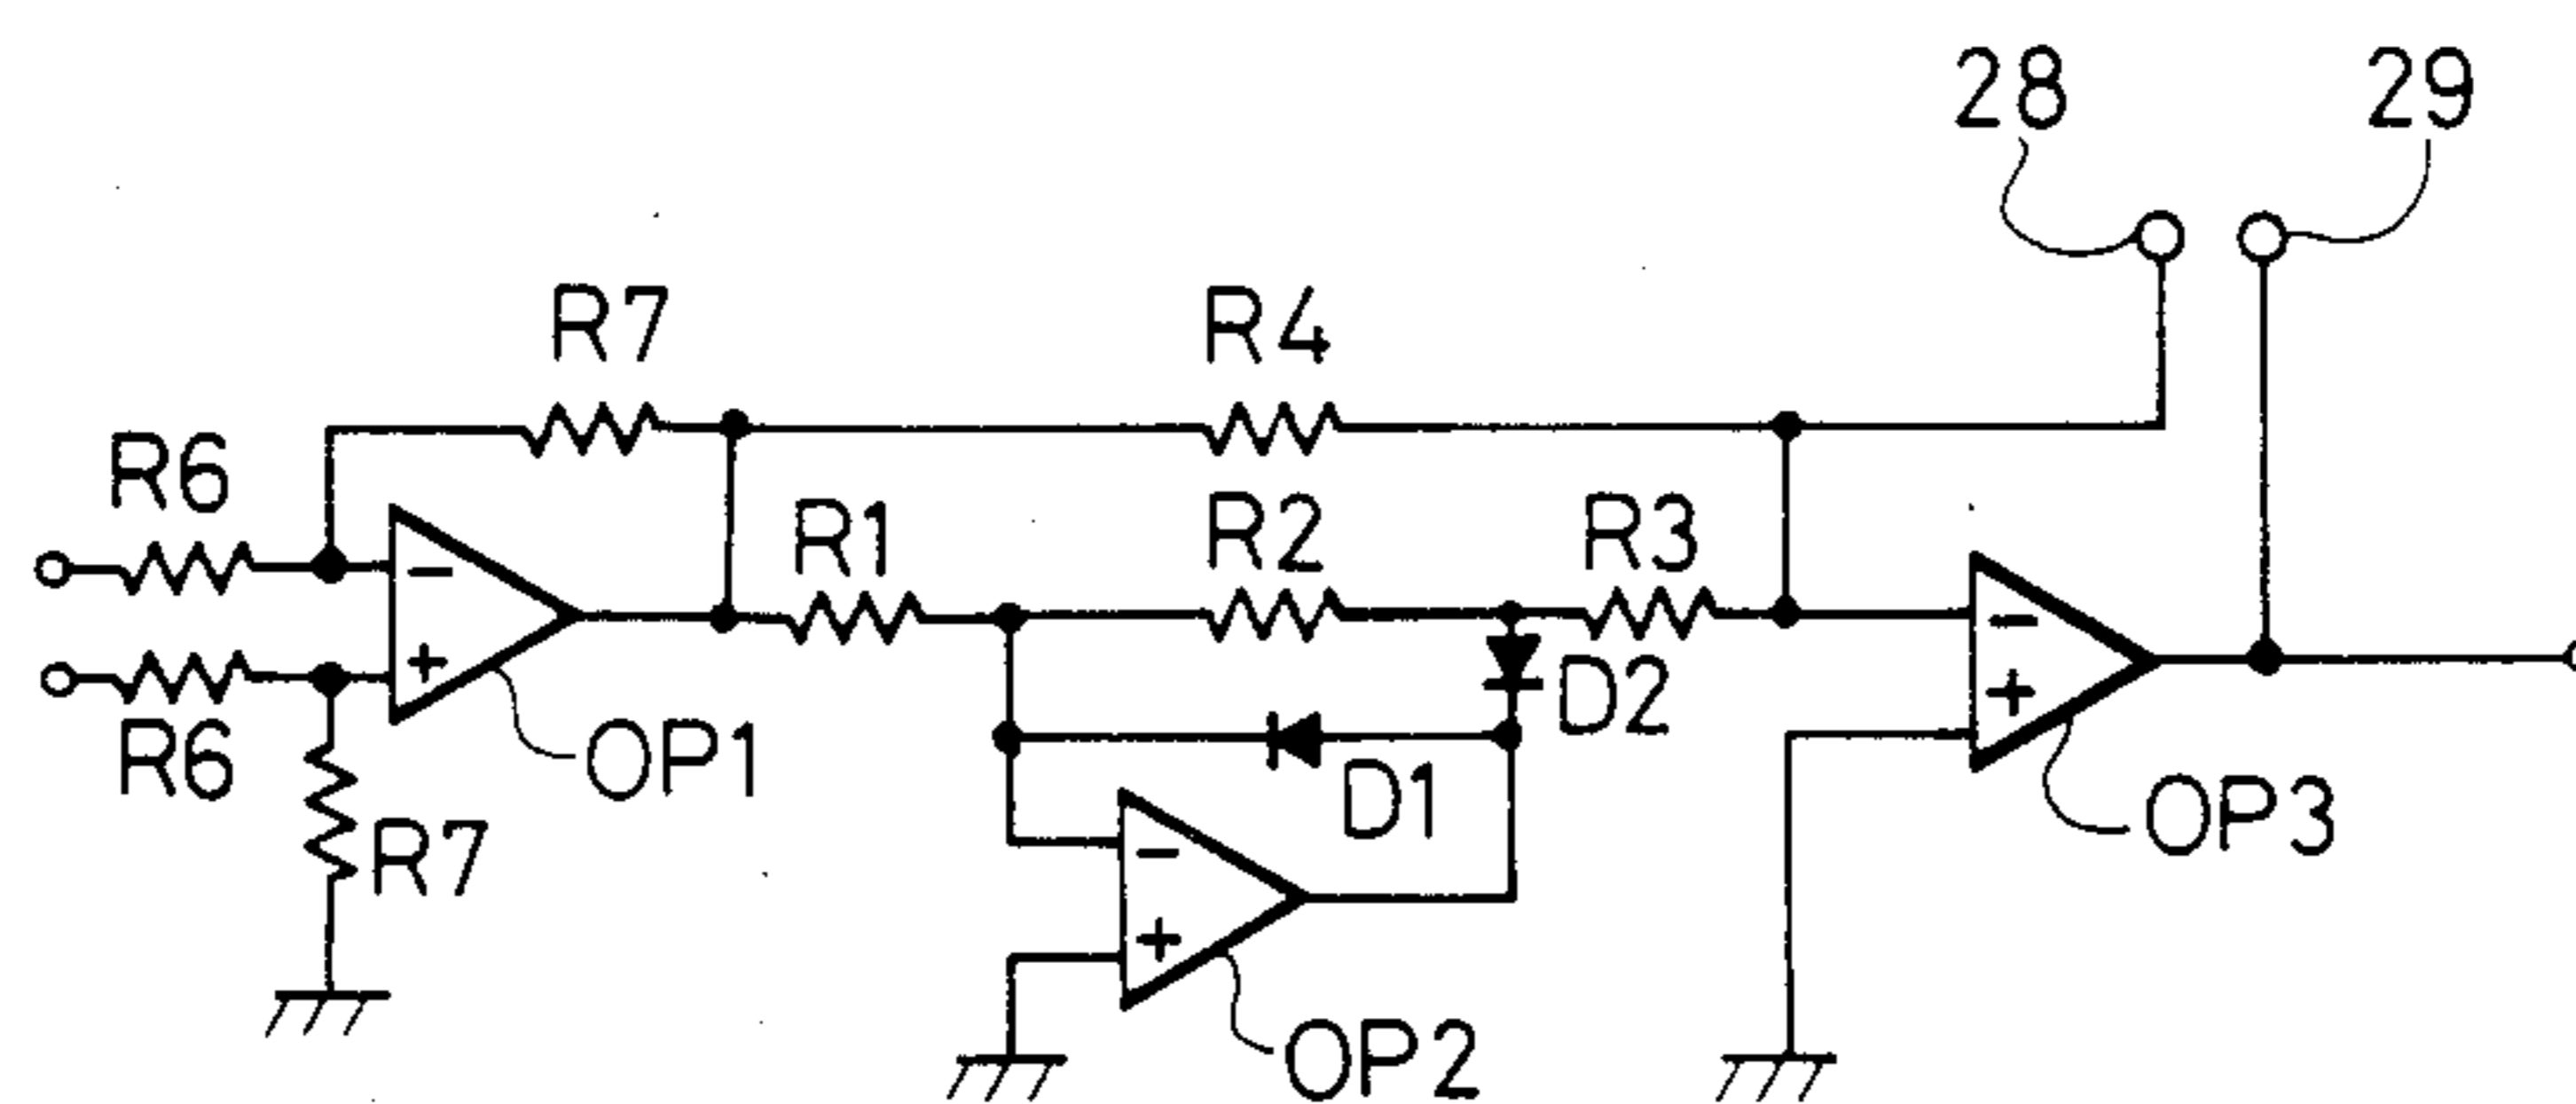 28 29
R7 R4
R6 R1 R2 R3
− − 
+ D2 +
R6 OP1 D1 OP3
R7 −
+
OP2